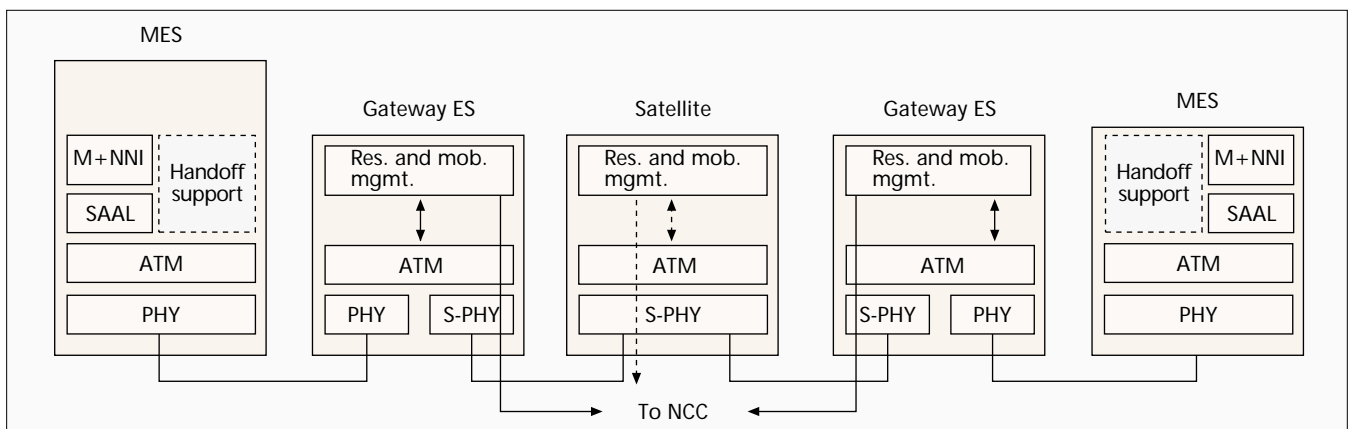 MES
M+NNI
SAAL
Handoff
support
ATM
PHY
Gateway ES
Res. and mob.
mgmt.
ATM
PHY
S-PHY
Satellite
Res. and mob.
mgmt.
ATM
S-PHY
Gateway ES
Res. and mob.
mgmt.
ATM
S-PHY
PHY
MES
Handoff
support
M+NNI
SAAL
ATM
PHY
To NCC